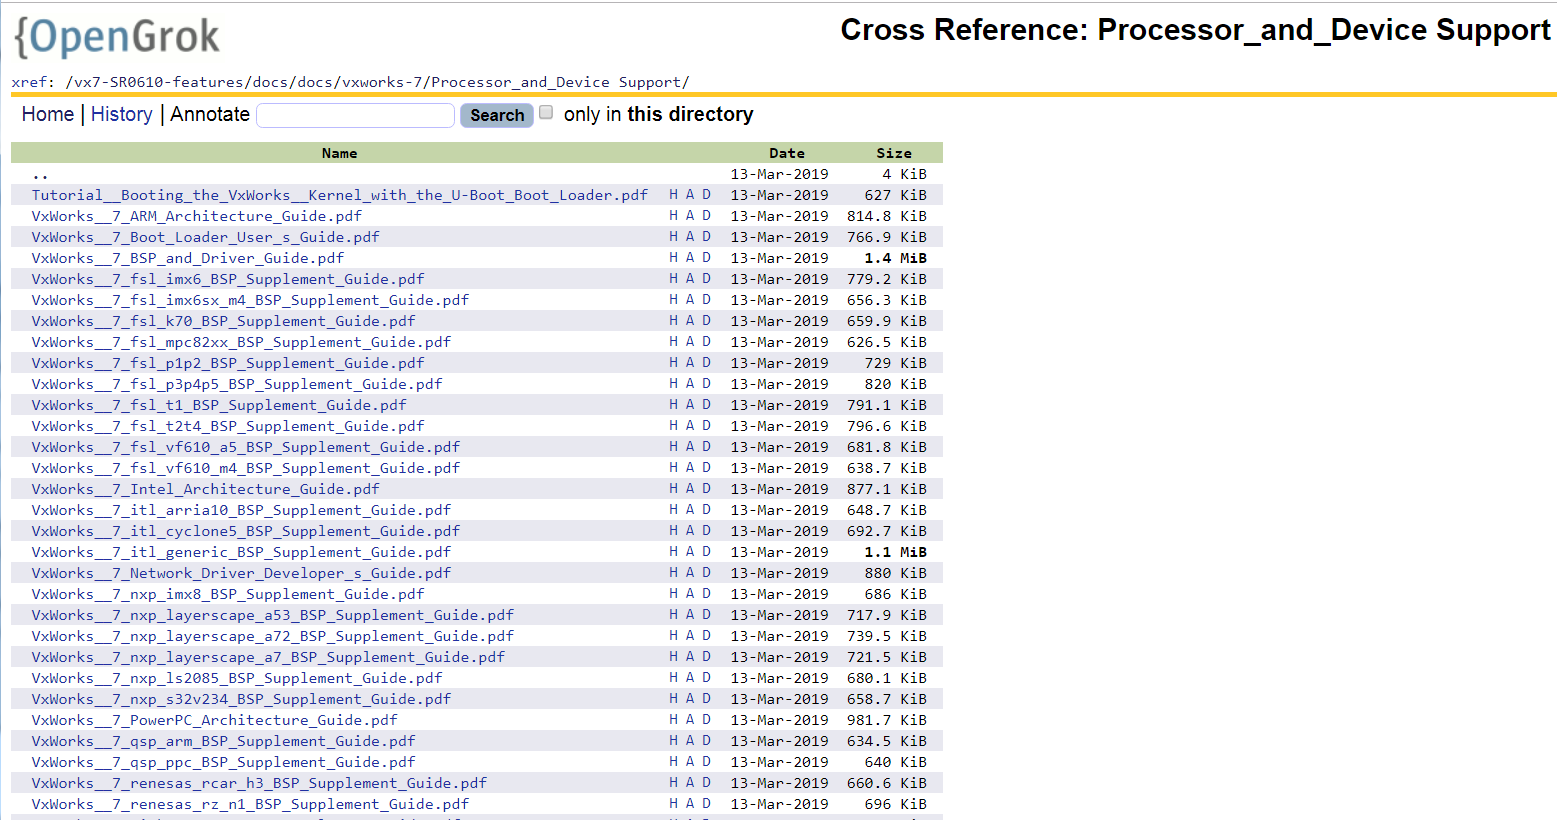 {OpenGrok
Cross Reference: Processor_and_Device Support
xref: /vx7-SR0610-features/docs/docs/vxworks-7/Processor_and_Device Support/
Home | History | Annotate Search only in this directory
Name Date Size
.. 13-Mar-2019 4 KiB
Tutorial__Booting_the_VxWorks__Kernel_with_the_U-Boot_Boot_Loader.pdf H A D 13-Mar-2019 627 KiB
VxWorks__7_ARM_Architecture_Guide.pdf H A D 13-Mar-2019 814.8 KiB
VxWorks__7_Boot_Loader_User_s_Guide.pdf H A D 13-Mar-2019 766.9 KiB
VxWorks__7_BSP_and_Driver_Guide.pdf H A D 13-Mar-2019 1.4 MiB
VxWorks__7_fsl_imx6_BSP_Supplement_Guide.pdf H A D 13-Mar-2019 779.2 KiB
VxWorks__7_fsl_imx6sx_m4_BSP_Supplement_Guide.pdf H A D 13-Mar-2019 656.3 KiB
VxWorks__7_fsl_k70_BSP_Supplement_Guide.pdf H A D 13-Mar-2019 659.9 KiB
VxWorks__7_fsl_mpc82xx_BSP_Supplement_Guide.pdf H A D 13-Mar-2019 626.5 KiB
VxWorks__7_fsl_p1p2_BSP_Supplement_Guide.pdf H A D 13-Mar-2019 729 KiB
VxWorks__7_fsl_p3p4p5_BSP_Supplement_Guide.pdf H A D 13-Mar-2019 820 KiB
VxWorks__7_fsl_t1_BSP_Supplement_Guide.pdf H A D 13-Mar-2019 791.1 KiB
VxWorks__7_fsl_t2t4_BSP_Supplement_Guide.pdf H A D 13-Mar-2019 796.6 KiB
VxWorks__7_fsl_vf610_a5_BSP_Supplement_Guide.pdf H A D 13-Mar-2019 681.8 KiB
VxWorks__7_fsl_vf610_m4_BSP_Supplement_Guide.pdf H A D 13-Mar-2019 638.7 KiB
VxWorks__7_Intel_Architecture_Guide.pdf H A D 13-Mar-2019 877.1 KiB
VxWorks__7_itl_arria10_BSP_Supplement_Guide.pdf H A D 13-Mar-2019 648.7 KiB
VxWorks__7_itl_cyclone5_BSP_Supplement_Guide.pdf H A D 13-Mar-2019 692.7 KiB
VxWorks__7_itl_generic_BSP_Supplement_Guide.pdf H A D 13-Mar-2019 1.1 MiB
VxWorks__7_Network_Driver_Developer_s_Guide.pdf H A D 13-Mar-2019 880 KiB
VxWorks__7_nxp_imx8_BSP_Supplement_Guide.pdf H A D 13-Mar-2019 686 KiB
VxWorks__7_nxp_layerscape_a53_BSP_Supplement_Guide.pdf H A D 13-Mar-2019 717.9 KiB
VxWorks__7_nxp_layerscape_a72_BSP_Supplement_Guide.pdf H A D 13-Mar-2019 739.5 KiB
VxWorks__7_nxp_layerscape_a7_BSP_Supplement_Guide.pdf H A D 13-Mar-2019 721.5 KiB
VxWorks__7_nxp_ls2085_BSP_Supplement_Guide.pdf H A D 13-Mar-2019 680.1 KiB
VxWorks__7_nxp_s32v234_BSP_Supplement_Guide.pdf H A D 13-Mar-2019 658.7 KiB
VxWorks__7_PowerPC_Architecture_Guide.pdf H A D 13-Mar-2019 981.7 KiB
VxWorks__7_qsp_arm_BSP_Supplement_Guide.pdf H A D 13-Mar-2019 634.5 KiB
VxWorks__7_qsp_ppc_BSP_Supplement_Guide.pdf H A D 13-Mar-2019 640 KiB
VxWorks__7_renesas_rcar_h3_BSP_Supplement_Guide.pdf H A D 13-Mar-2019 660.6 KiB
VxWorks__7_renesas_rz_n1_BSP_Supplement_Guide.pdf H A D 13-Mar-2019 696 KiB